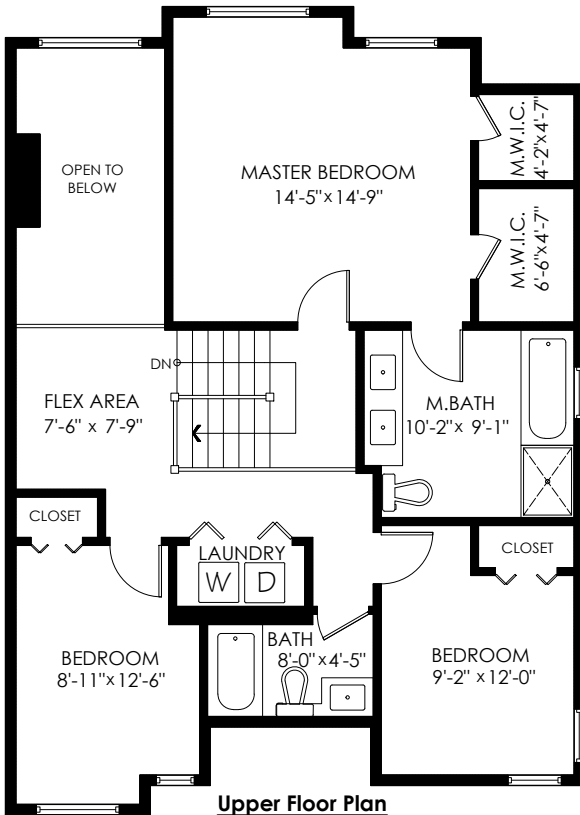 M.W.I.C.
4'-2"x4'-7"
OPEN TO
BELOW
MASTER BEDROOM
14'-5"x 14'-9"
M.W.I.C.
6'-6"x4'-7"
DN
FLEX AREA
7'-6" x 7'-9"
M.BATH
10'-2"x 9'-1"
CLOSET
LAUNDRY
W D
CLOSET
BATH
8'-0"x4'-5"
BEDROOM
8'-11"x12'-6"
BEDROOM
9'-2" x12'-0"
Upper Floor Plan